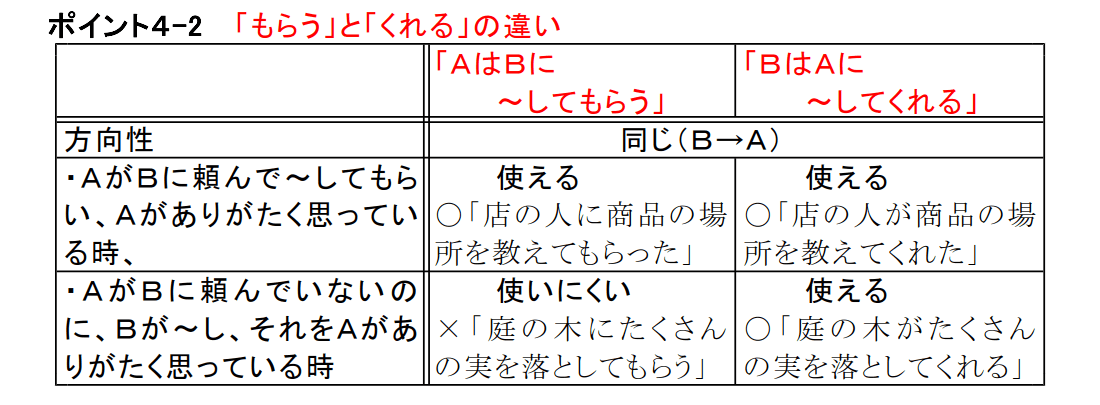 ポイント４－２　「もらう」と「くれる」の違い
「ＡはＢに
～してもらう」
「ＢはＡに
～してくれる」
方向性
同じ（Ｂ→Ａ）
・ＡがＢに頼んで～してもら
い、Ａがありがたく思ってい
る時、
使える
○「店の人に商品の場
所を教えてもらった」
使える
○「店の人が商品の場
所を教えてくれた」
・ＡがＢに頼んでいないの
に、Ｂが～し、それをＡがあ
りがたく思っている時
使いにくい
×「庭の木にたくさん
の実を落としてもらう」
使える
○「庭の木がたくさん
の実を落としてくれる」